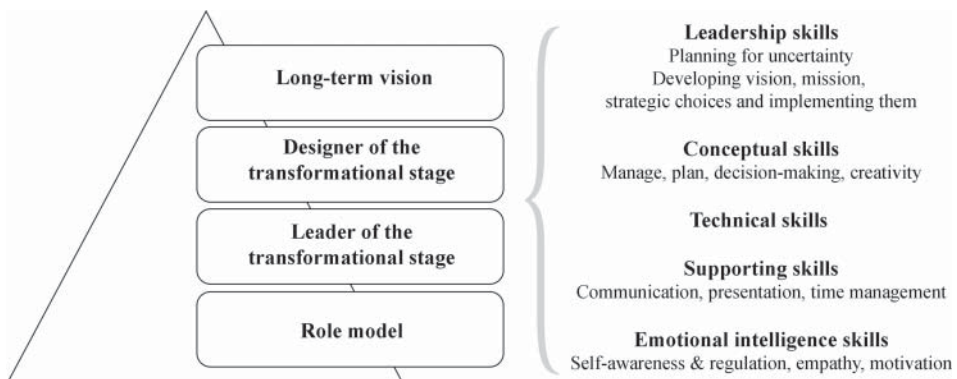 Long-term vision
Designer of the
transformational stage
Leader of the
transformational stage
Role model
Leadership skills
Planning for uncertainty
Developing vision, mission,
strategic choices and implementing them
Conceptual skills
Manage, plan, decision-making, creativity
Technical skills
Supporting skills
Communication, presentation, time management
Emotional intelligence skills
Self-awareness & regulation, empathy, motivation